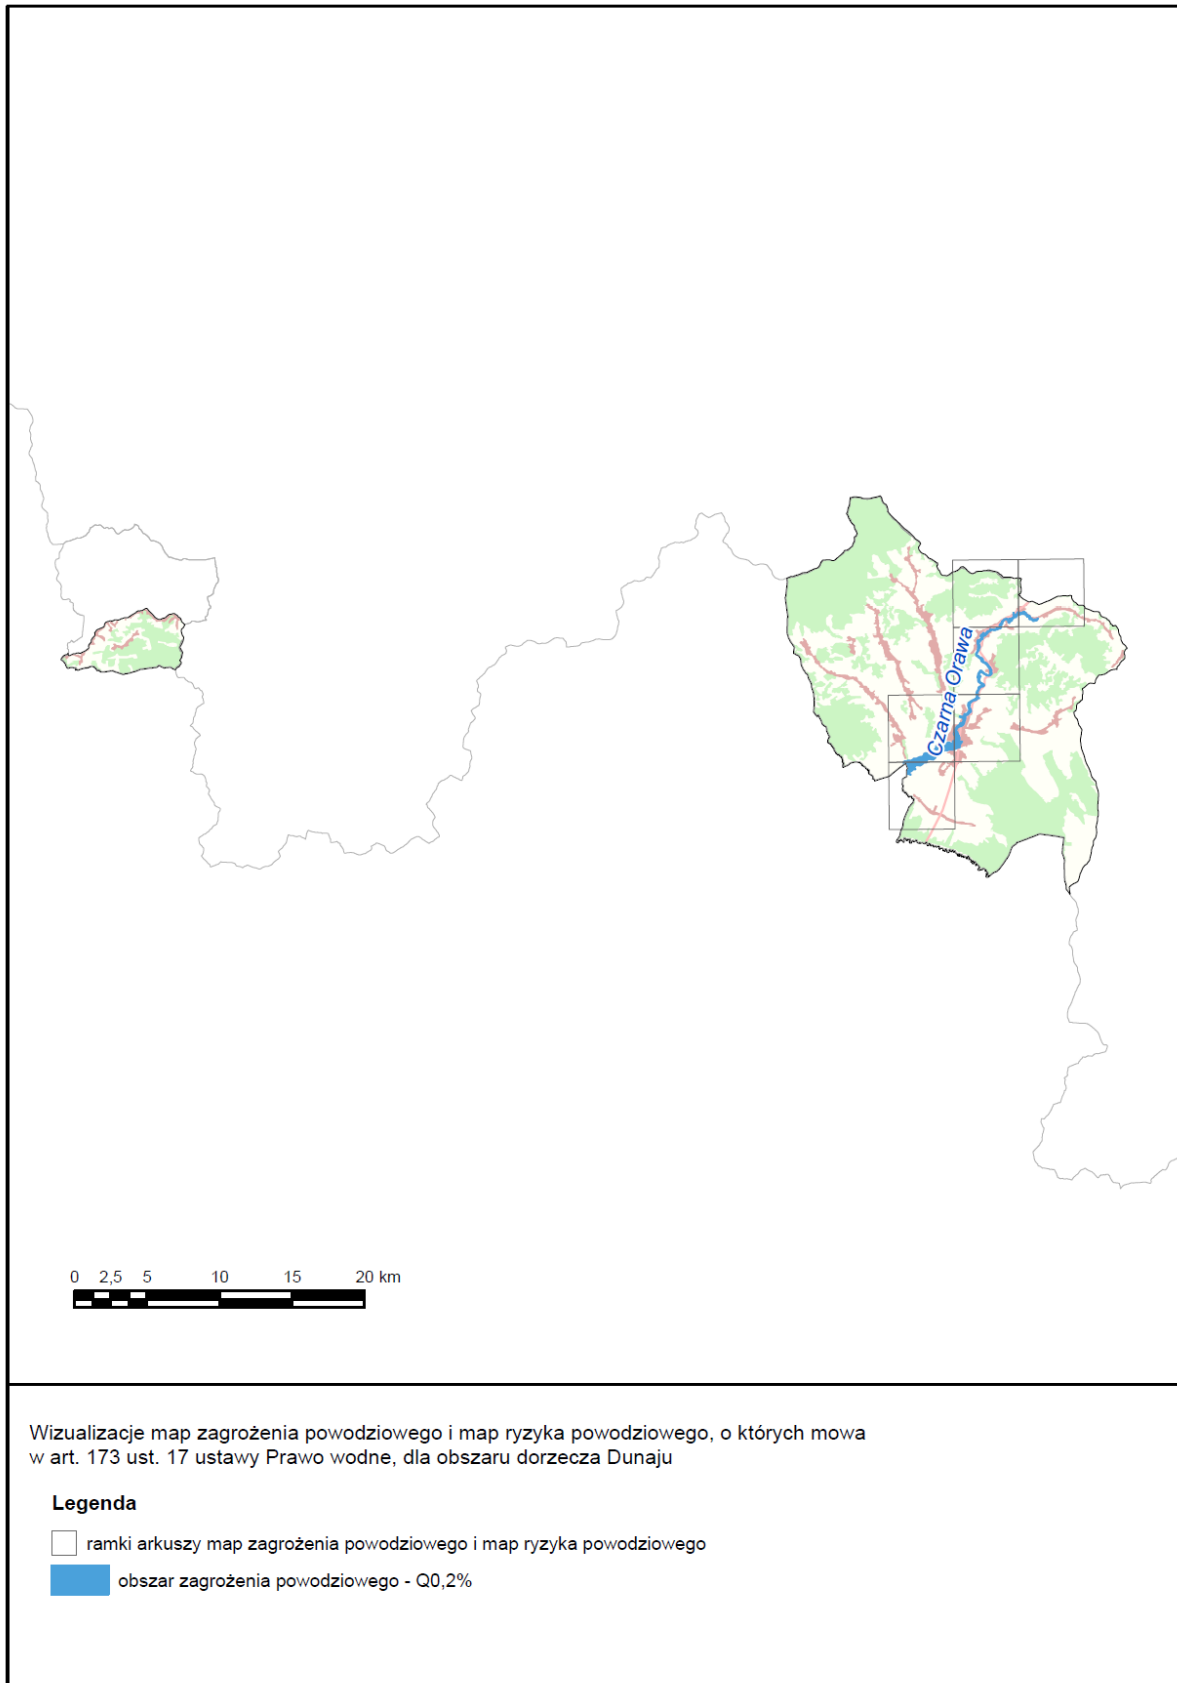 Czarna Orawa
0 2,5 5 10 15 20 km
Wizualizacje map zagrożenia powodziowego i map ryzyka powodziowego, o których mowa
w art. 173 ust. 17 ustawy Prawo wodne, dla obszaru dorzecza Dunaju
Legenda
ramki arkuszy map zagrożenia powodziowego i map ryzyka powodziowego
obszar zagrożenia powodziowego - Q0,2%